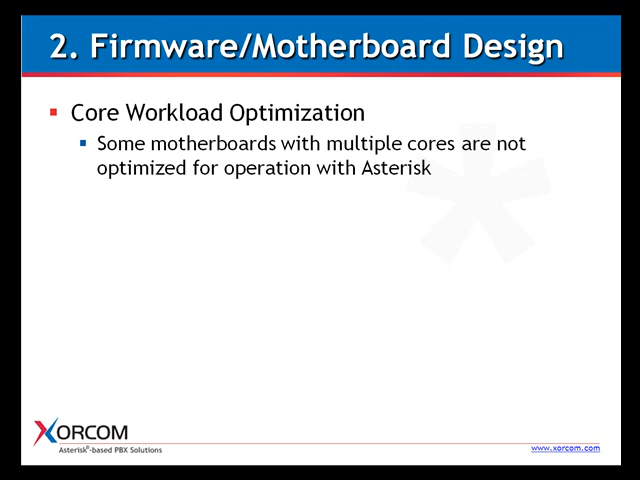 2. Firmware/Motherboard Design
Core Workload Optimization
Some motherboards with multiple cores are not
optimized for operation with Asterisk
XORCOM
Asterisk®-based PBX Solutions
www.xorcom.com